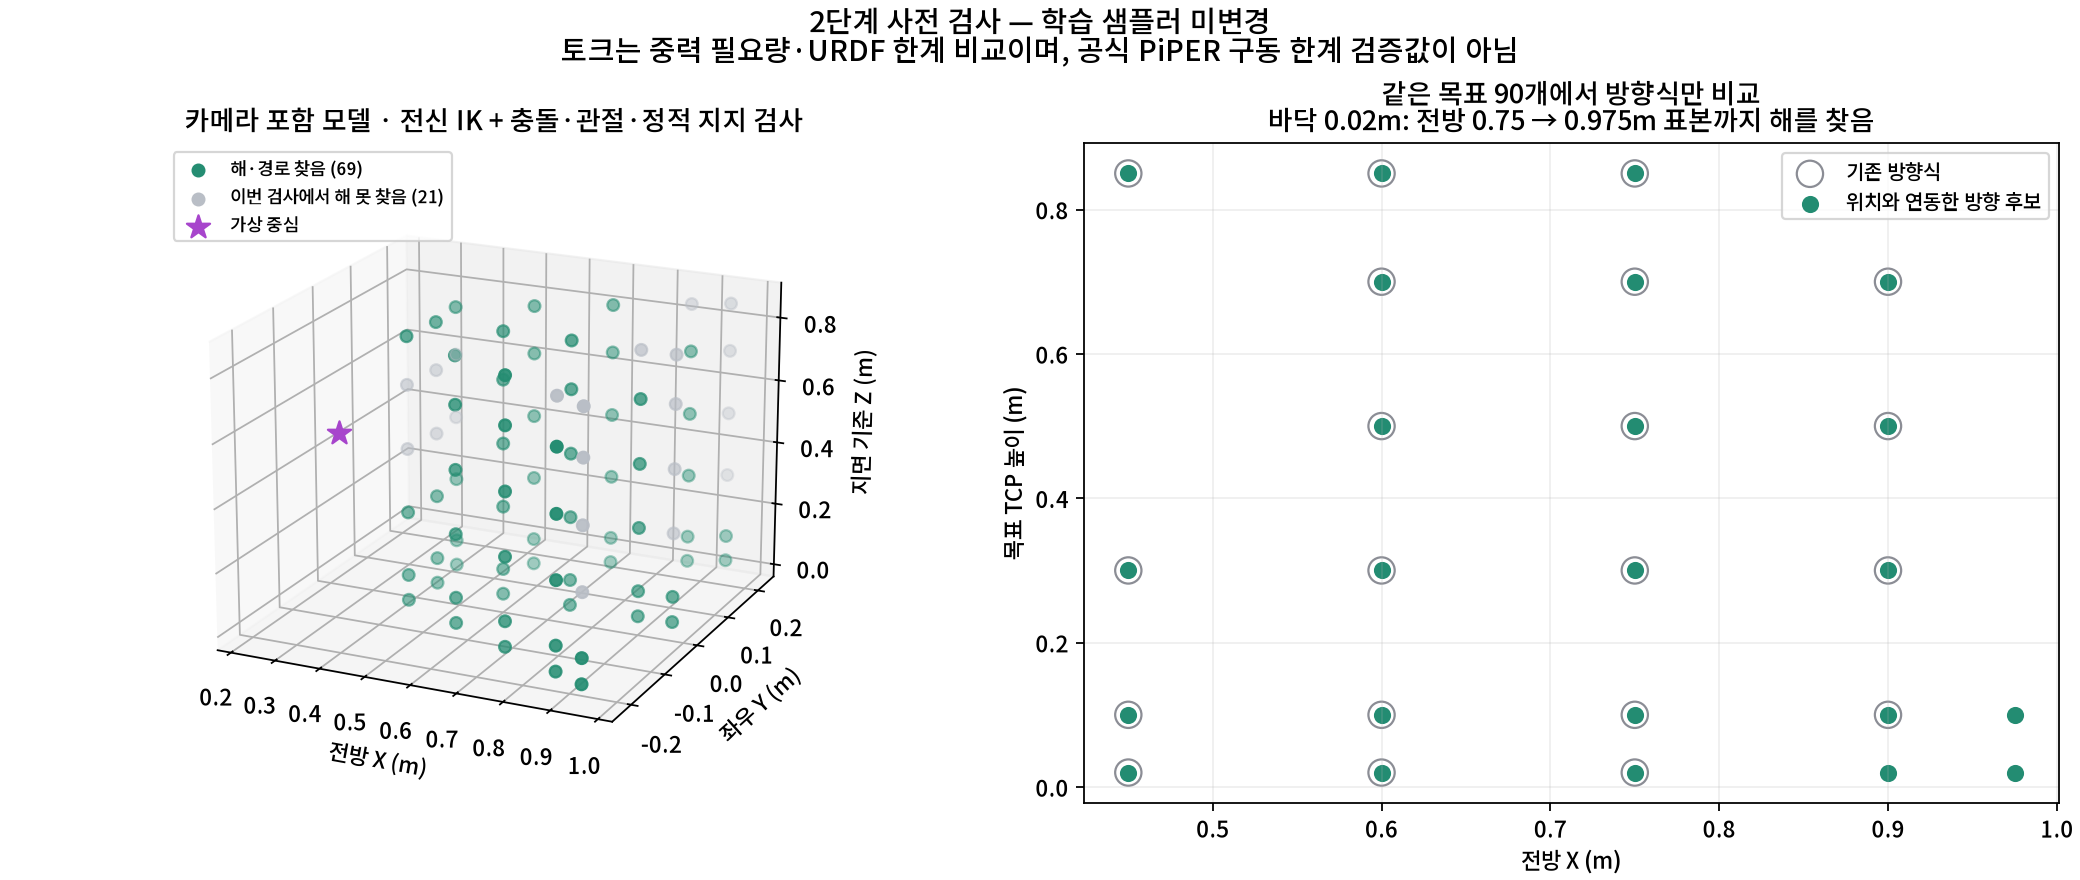 2단계 사전 검사 — 학습 샘플러 미변경
토크는 중력 필요량·URDF 한계 비교이며, 공식 PiPER 구동 한계 검증값이 아님
카메라 포함 모델 · 전신 IK + 충돌·관절·정적 지지 검사
해·경로 찾음 (69)
이번 검사에서 해 못 찾음 (21)
가상 중심
0.8
0.6
0.4
0.2
0.0
지면 기준 Z (m)
0.2
0.1
0.0
-0.1
-0.2
좌우 Y (m)
0.2
0.3
0.4
0.5
0.6
0.7
0.8
0.9
1.0
전방 X (m)
같은 목표 90개에서 방향식만 비교
바닥 0.02m: 전방 0.75 → 0.975m 표본까지 해를 찾음
기존 방향식
위치와 연동한 방향 후보
0.8
0.6
0.4
0.2
0.0
목표 TCP 높이 (m)
0.5
0.6
0.7
0.8
0.9
1.0
전방 X (m)